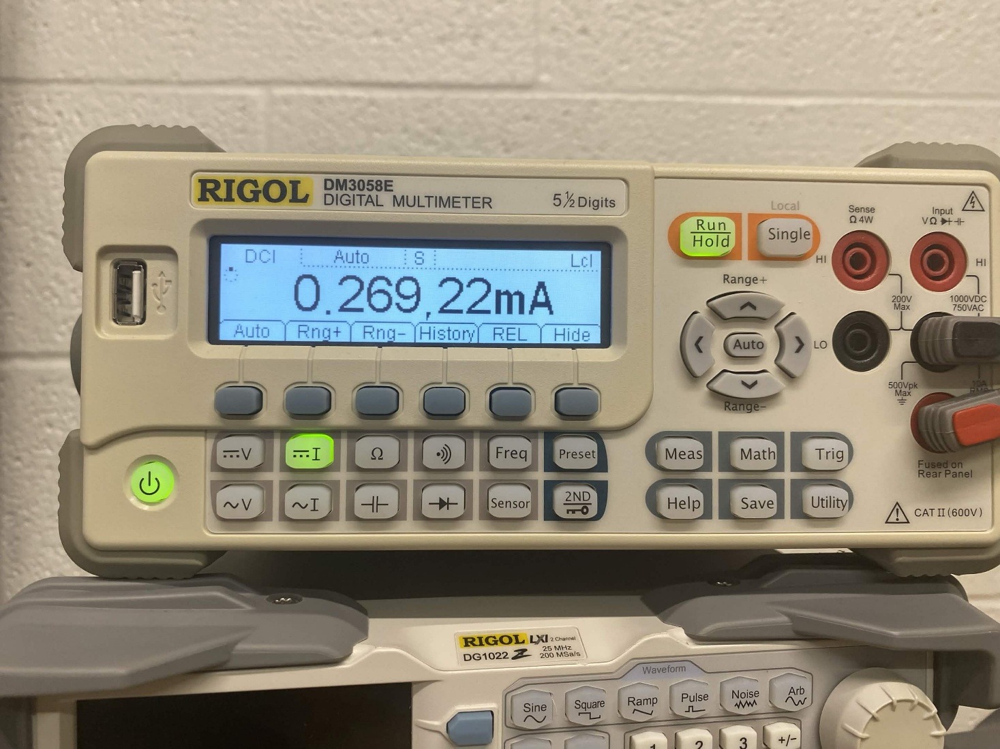 RIGOL
DM3058E
DIGITAL MULTIMETER
5½Digits
DCI Auto S Lcl
0.269,22mA
Auto Rng+ Rng- History REL Hide
Local
Run
Hold
Single
Range+
Auto
Range-
Sense
Ω 4W
Input
VΩ
HI
HI
200V
Max
1000VDC
750VAC
LO
500Vpk
Max
Fused on
Rear Panel
CAT II (600V)
V I Ω Freq Preset
~V ~I Sensor 2ND
Meas Math Trig
Help Save Utility
RIGOL LXI 2 Channel
DG1022 Z 25 MHz
200 MSa/s
Waveform
Sine Square Ramp Pulse Noise Arb
1 2 3 +/-